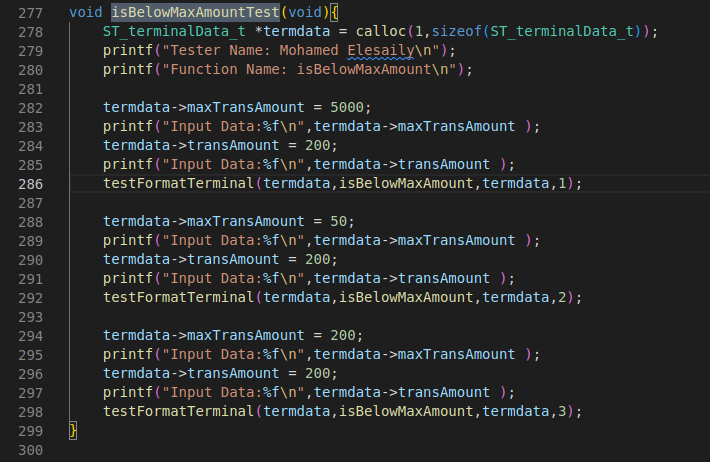 277 void isBelowMaxAmountTest(void){
278     ST_terminalData_t *termdata = calloc(1,sizeof(ST_terminalData_t));
279     printf("Tester Name: Mohamed Elesaily\n");
280     printf("Function Name: isBelowMaxAmount\n");
281
282     termdata->maxTransAmount = 5000;
283     printf("Input Data:%f\n",termdata->maxTransAmount );
284     termdata->transAmount = 200;
285     printf("Input Data:%f\n",termdata->transAmount );
286     testFormatTerminal(termdata,isBelowMaxAmount,termdata,1);
287
288     termdata->maxTransAmount = 50;
289     printf("Input Data:%f\n",termdata->maxTransAmount );
290     termdata->transAmount = 200;
291     printf("Input Data:%f\n",termdata->transAmount );
292     testFormatTerminal(termdata,isBelowMaxAmount,termdata,2);
293
294     termdata->maxTransAmount = 200;
295     printf("Input Data:%f\n",termdata->maxTransAmount );
296     termdata->transAmount = 200;
297     printf("Input Data:%f\n",termdata->transAmount );
298     testFormatTerminal(termdata,isBelowMaxAmount,termdata,3);
299 }
300